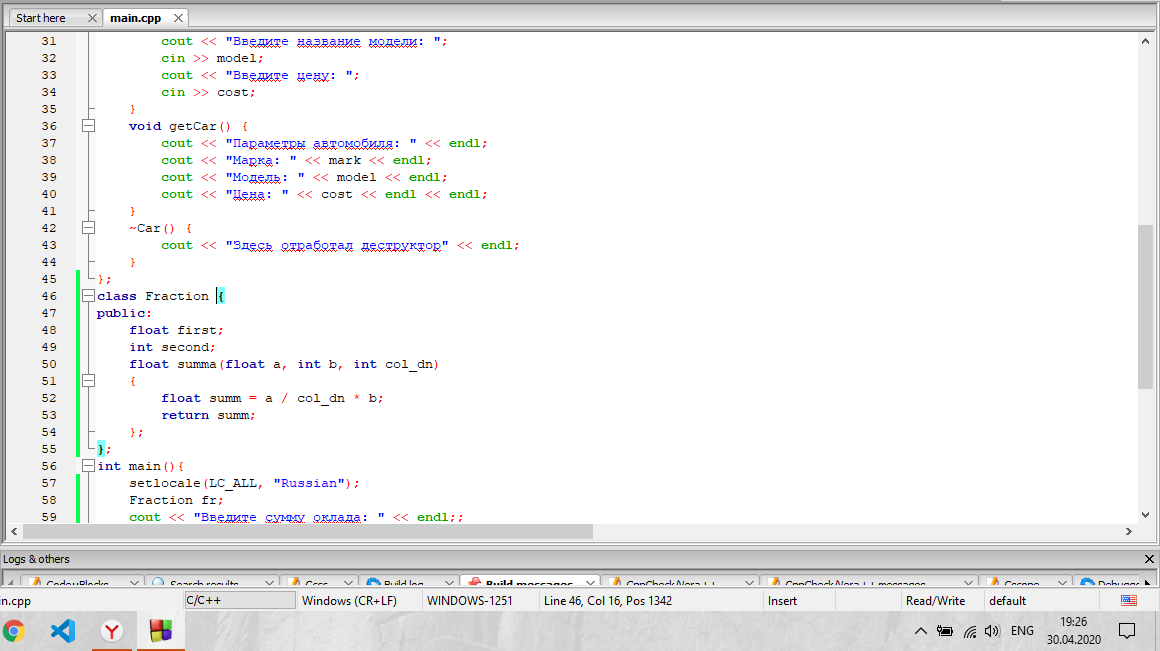 Start here
main.cpp
31 cout << "Введите название модели: ";
32 cin >> model;
33 cout << "Введите цену: ";
34 cin >> cost;
35 }
36 void getCar() {
37 cout << "Параметры автомобиля: " << endl;
38 cout << "Марка: " << mark << endl;
39 cout << "Модель: " << model << endl;
40 cout << "Цена: " << cost << endl << endl;
41 }
42 ~Car() {
43 cout << "Здесь отработал деструктор" << endl;
44 }
45 };
46 class Fraction {
47 public:
48 float first;
49 int second;
50 float summa(float a, int b, int col_dn)
51 {
52 float summ = a / col_dn * b;
53 return summ;
54 };
55 };
56 int main(){
57 setlocale(LC_ALL, "Russian");
58 Fraction fr;
59 cout << "Введите сумму оклада: " << endl;;
Logs & others
Code::Blocks
Search results
Cccc
Build log
Build messages
CppCheck/Vera++
CppCheck/Vera++ messages
Cscope
Debugge
in.cpp
C/C++
Windows (CR+LF)
WINDOWS-1251
Line 46, Col 16, Pos 1342
Insert
Read/Write
default
ENG
19:26
30.04.2020